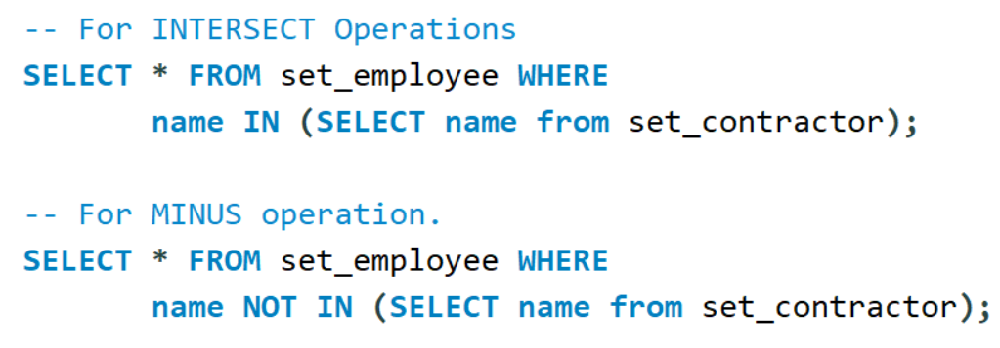 -- For INTERSECT Operations
SELECT * FROM set_employee WHERE
name IN (SELECT name from set_contractor);
-- For MINUS operation.
SELECT * FROM set_employee WHERE
name NOT IN (SELECT name from set_contractor);